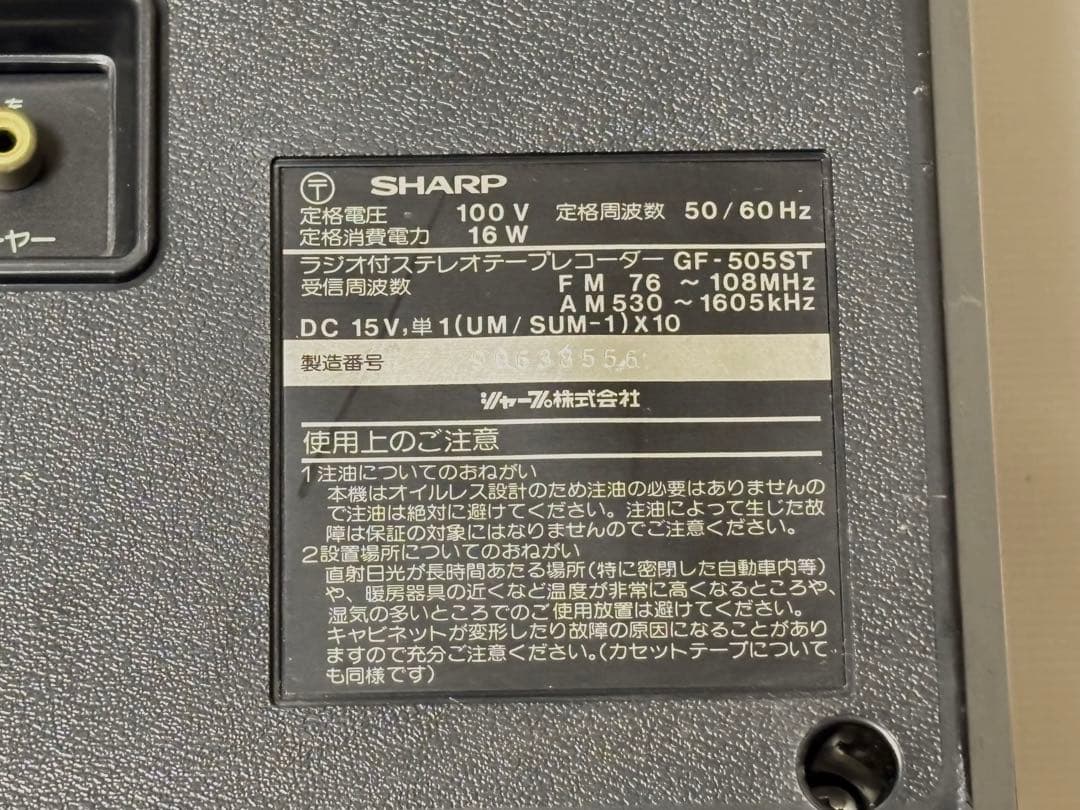 左
ーヤー
〒 SHARP
定格電圧 100 V 定格周波数 50/60Hz
定格消費電力 16 W
ラジオ付ステレオテープレコーダー GF-505ST
受信周波数 FM 76 ~ 108MHz
AM 530 ~ 1605kHz
DC 15V, 単1(UM/SUM-1)X10
製造番号
シャープ株式会社
使用上のご注意
1注油についてのおねがい
本機はオイルレス設計のため注油の必要はありませんの
で注油は絶対に避けてください。注油によって生じた故
障は保証の対象にはなりませんのでご注意ください。
2設置場所についてのおねがい
直射日光が長時間あたる場所(特に密閉した自動車内等)
や、暖房器具の近くなど温度が非常に高くなるところや、
湿気の多いところでのご使用放置は避けてください。
キャビネットが変形したり故障の原因になることがあり
ますので充分ご注意ください。(カセットテープについて
も同様です)